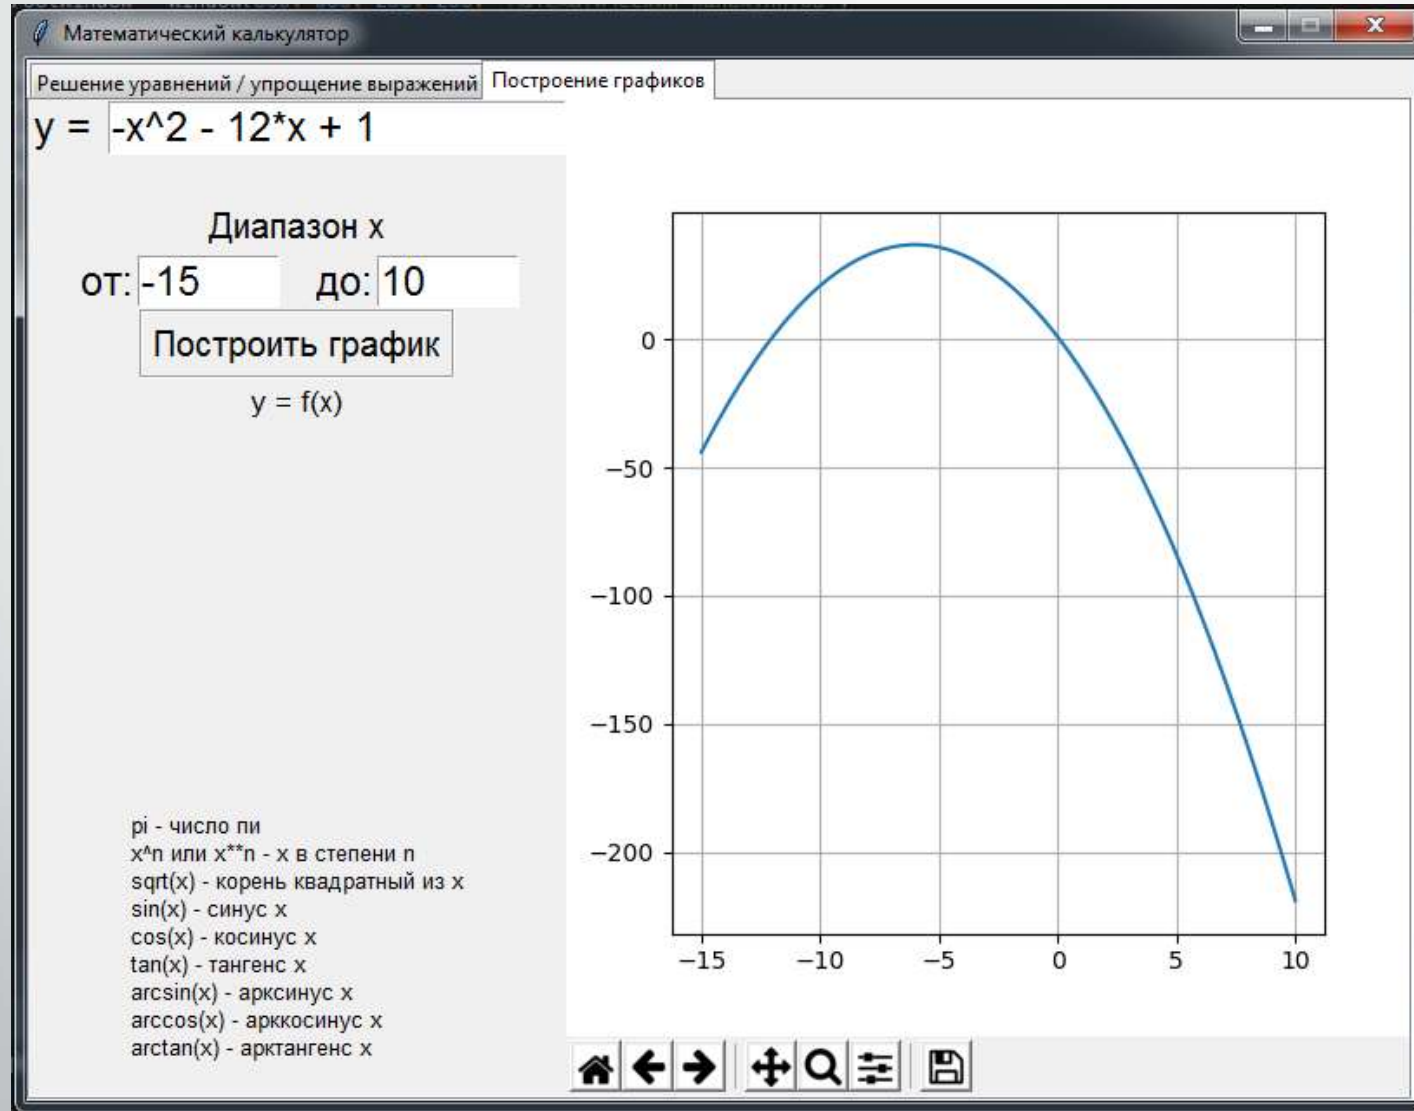 Математический калькулятор
Решение уравнений / упрощение выражений
Построение графиков
y = -x^2 - 12*x + 1
Диапазон x
от: -15 до: 10
Построить график
y = f(x)
pi - число пи
x^n или x**n - x в степени n
sqrt(x) - корень квадратный из x
sin(x) - синус x
cos(x) - косинус x
tan(x) - тангенс x
arcsin(x) - арксинус x
arccos(x) - арккосинус x
arctan(x) - арктангенс x
0
−50
−100
−150
−200
−15 −10 −5 0 5 10